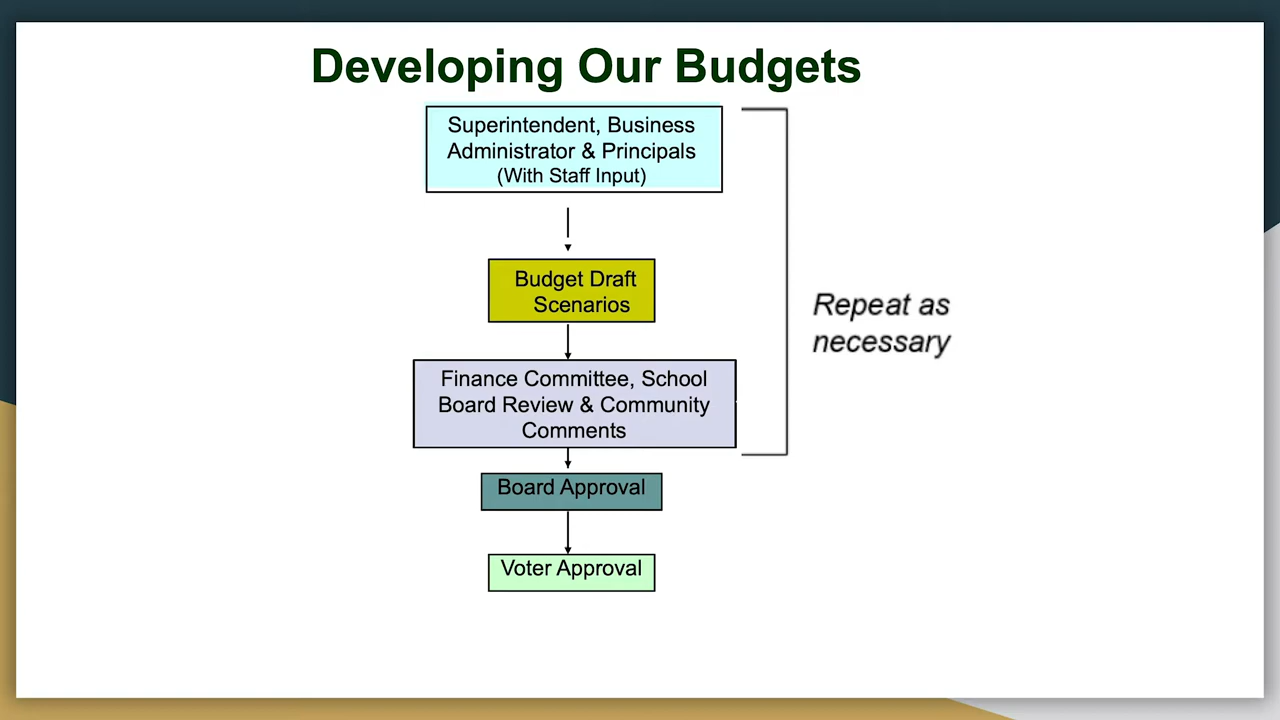 Developing Our Budgets
Superintendent, Business
Administrator & Principals
(With Staff Input)
Budget Draft
Scenarios
Finance Committee, School
Board Review & Community
Comments
Board Approval
Voter Approval
Repeat as
necessary